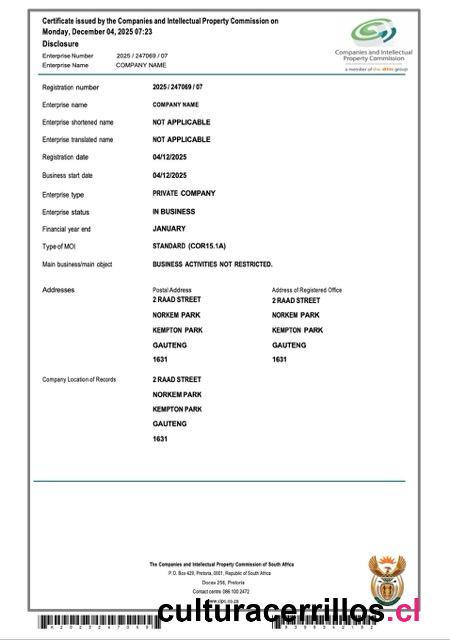 Certificate issued by the Companies and Intellectual Property Commission on
Monday, December 04, 2025 07:23
Disclosure
Enterprise Number 2025 / 247069 / 07
Enterprise Name COMPANY NAME
Companies and Intellectual
Property Commission
a member of the dtic group
Registration number 2025 / 247069 / 07
Enterprise name COMPANY NAME
Enterprise shortened name NOT APPLICABLE
Enterprise translated name NOT APPLICABLE
Registration date 04/12/2025
Business start date 04/12/2025
Enterprise type PRIVATE COMPANY
Enterprise status IN BUSINESS
Financial year end JANUARY
Type of MOI STANDARD (COR15.1A)
Main business/main object BUSINESS ACTIVITIES NOT RESTRICTED.
Addresses Postal Address Address of Registered Office
2 RAAD STREET 2 RAAD STREET
NORKEM PARK NORKEM PARK
KEMPTON PARK KEMPTON PARK
GAUTENG GAUTENG
1631 1631
Company Location of Records 2 RAAD STREET
NORKEM PARK
KEMPTON PARK
GAUTENG
1631
The Companies and Intellectual Property Commission of South Africa
P.O. Box 429, Pretoria, 0001, Republic of South Africa
Docex 256, Pretoria
Contact centre 086 100 2472
www.cipc.co.za
culturacerrillos.cl